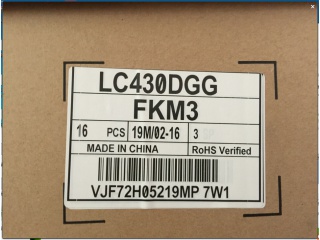 LC430DGG
FKM3
16 PCS 19M/02-16 3
MADE IN CHINA RoHS Verified
VJF72H05219MP 7W1